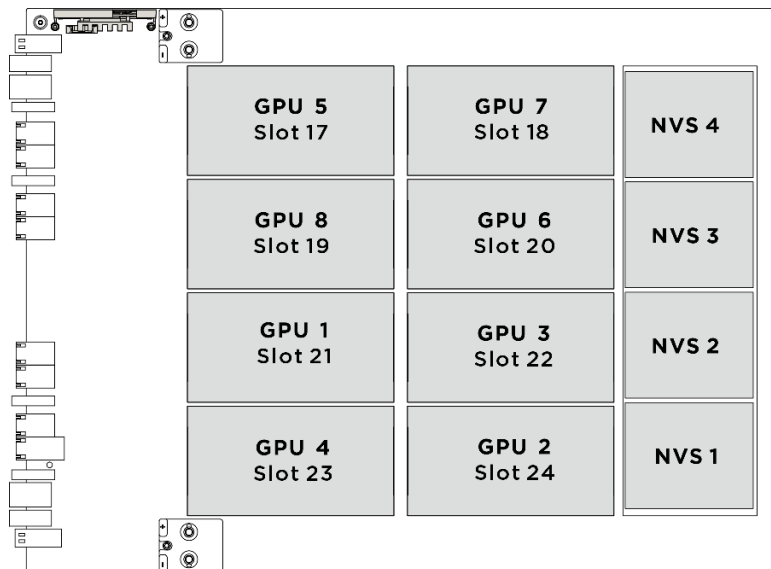 GPU 5
Slot 17
GPU 7
Slot 18
NVS 4
GPU 8
Slot 19
GPU 6
Slot 20
NVS 3
GPU 1
Slot 21
GPU 3
Slot 22
NVS 2
GPU 4
Slot 23
GPU 2
Slot 24
NVS 1